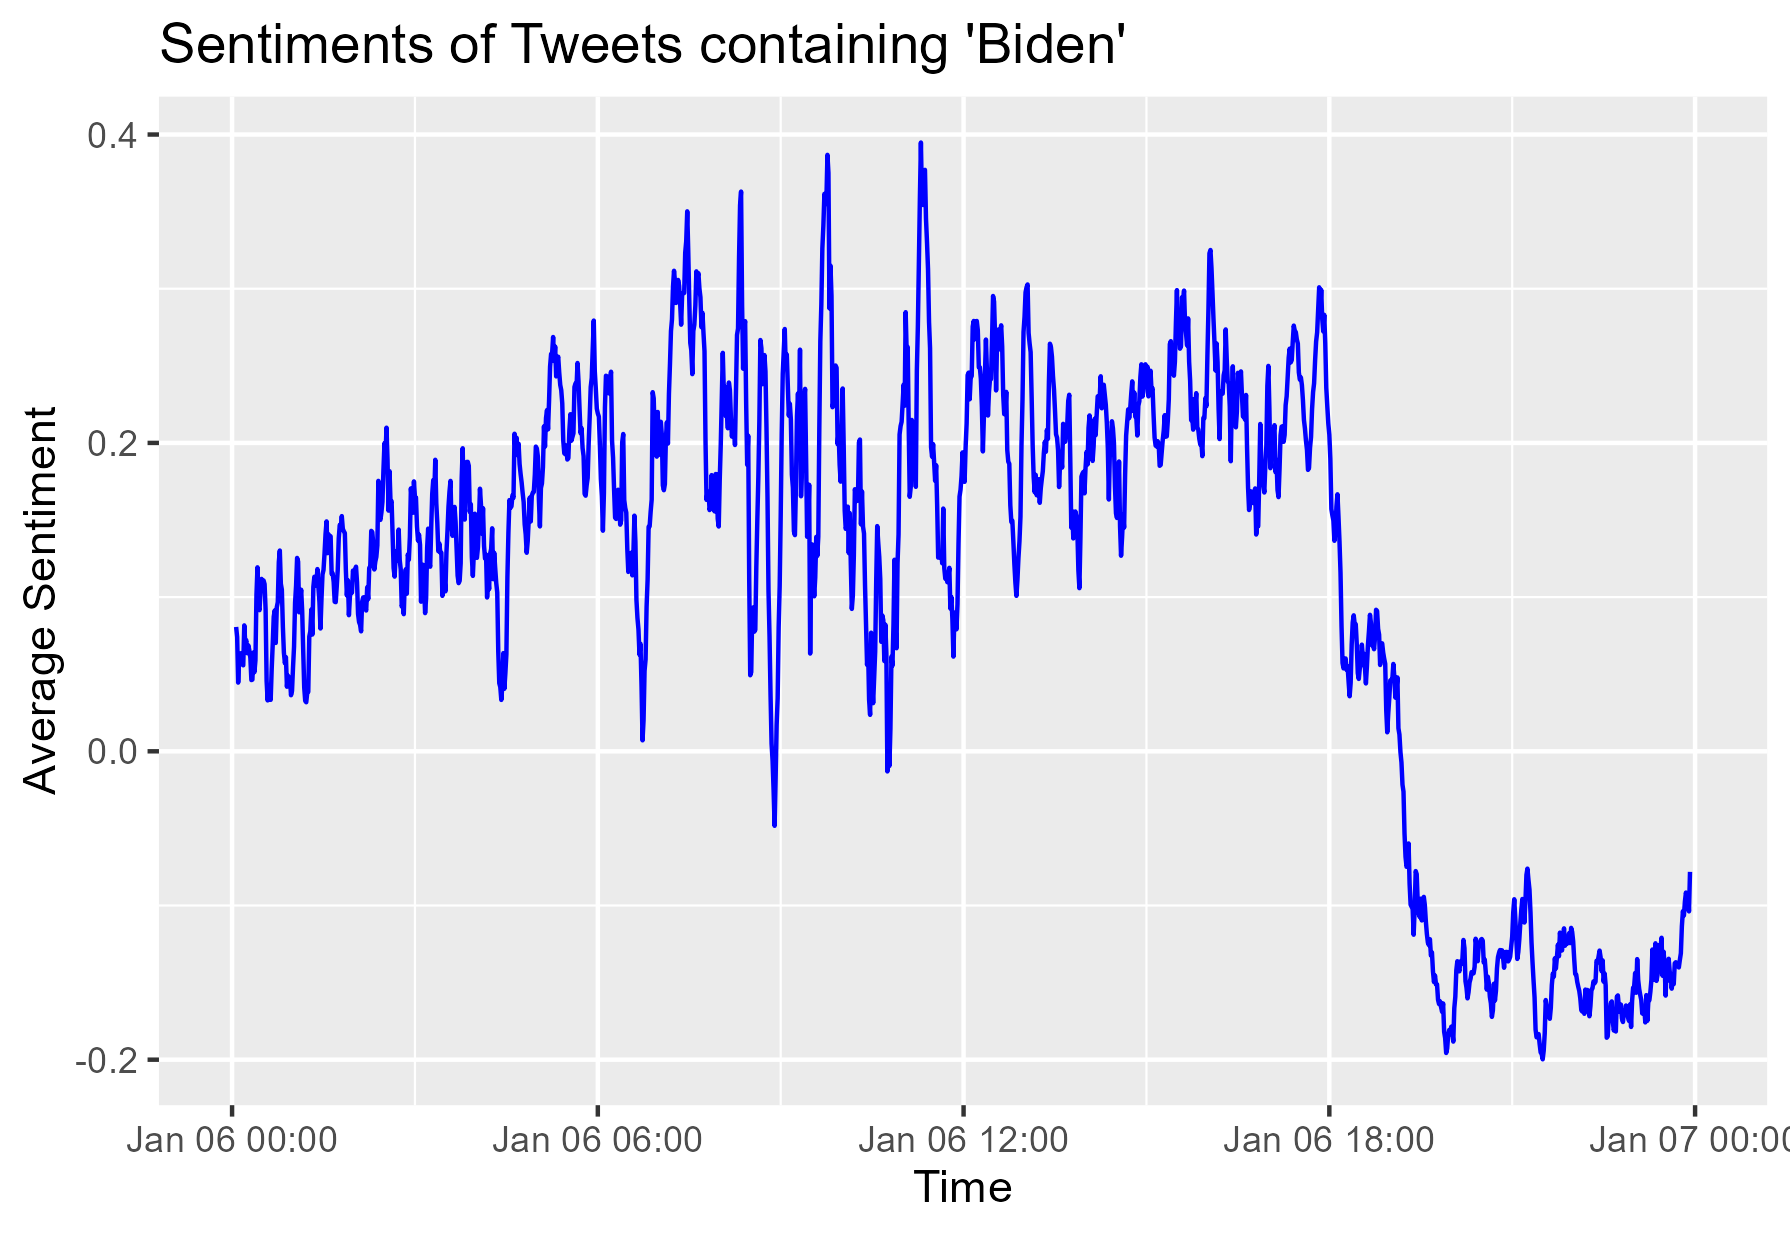 Sentiments of Tweets containing 'Biden'
Average Sentiment
0.4
0.2
0.0
-0.2
Jan 06 00:00 Jan 06 06:00 Jan 06 12:00 Jan 06 18:00 Jan 07 00:00
Time